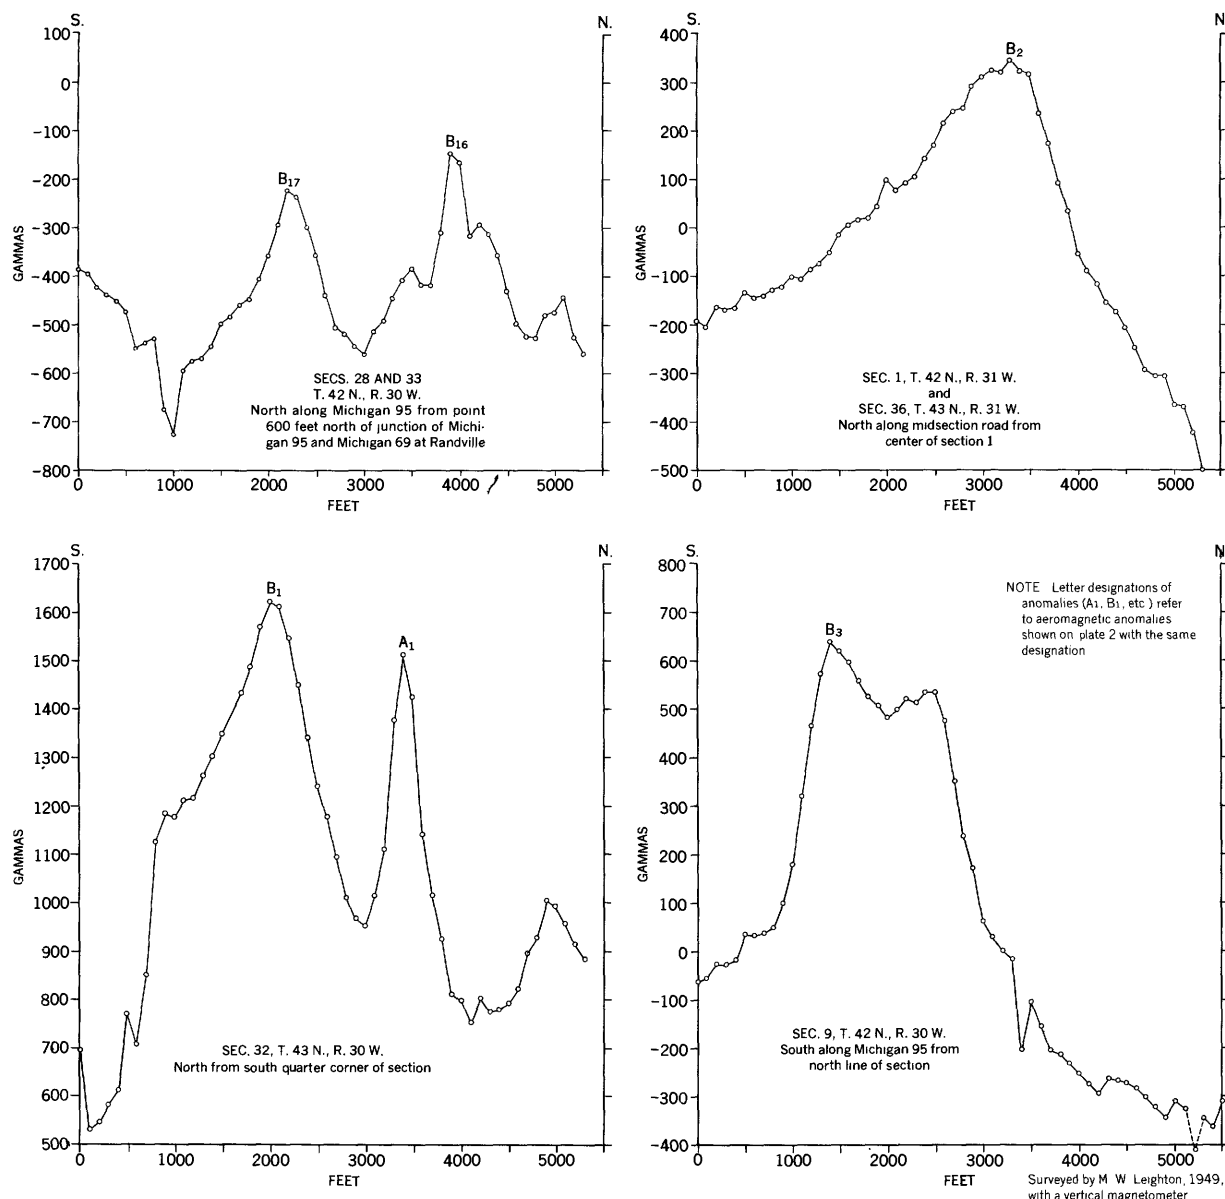 S. N.
100
0
−100
−200
−300
−400
−500
−600
−700
−800
GAMMAS
B17
B16
SECS. 28 AND 33
T. 42 N., R. 30 W.
North along Michigan 95 from point
600 feet north of junction of Michi-
gan 95 and Michigan 69 at Randville
0 1000 2000 3000 4000 5000
FEET
S. N
400
300
200
100
0
−100
−200
−300
−400
−500
GAMMAS
B2
SEC. 1, T. 42 N., R. 31 W.
and
SEC. 36, T. 43 N., R. 31 W.
North along midsection road from
center of section 1
0 1000 2000 3000 4000 5000
FEET
S. N.
1700
1600
1500
1400
1300
1200
1100
1000
900
800
700
600
500
GAMMAS
B1
A1
SEC. 32, T. 43 N., R. 30 W.
North from south quarter corner of section
0 1000 2000 3000 4000 5000
FEET
S. N
800
700
600
500
400
300
200
100
0
−100
−200
−300
−400
GAMMAS
B3
NOTE Letter designations of
anomalies (A1, B1, etc ) refer
to aeromagnetic anomalies
shown on plate 2 with the same
designation
SEC. 9, T. 42 N., R. 30 W.
South along Michigan 95 from
north line of section
0 1000 2000 3000 4000 5000
FEET
Surveyed by M W Leighton, 1949,
with a vertical magnetometer